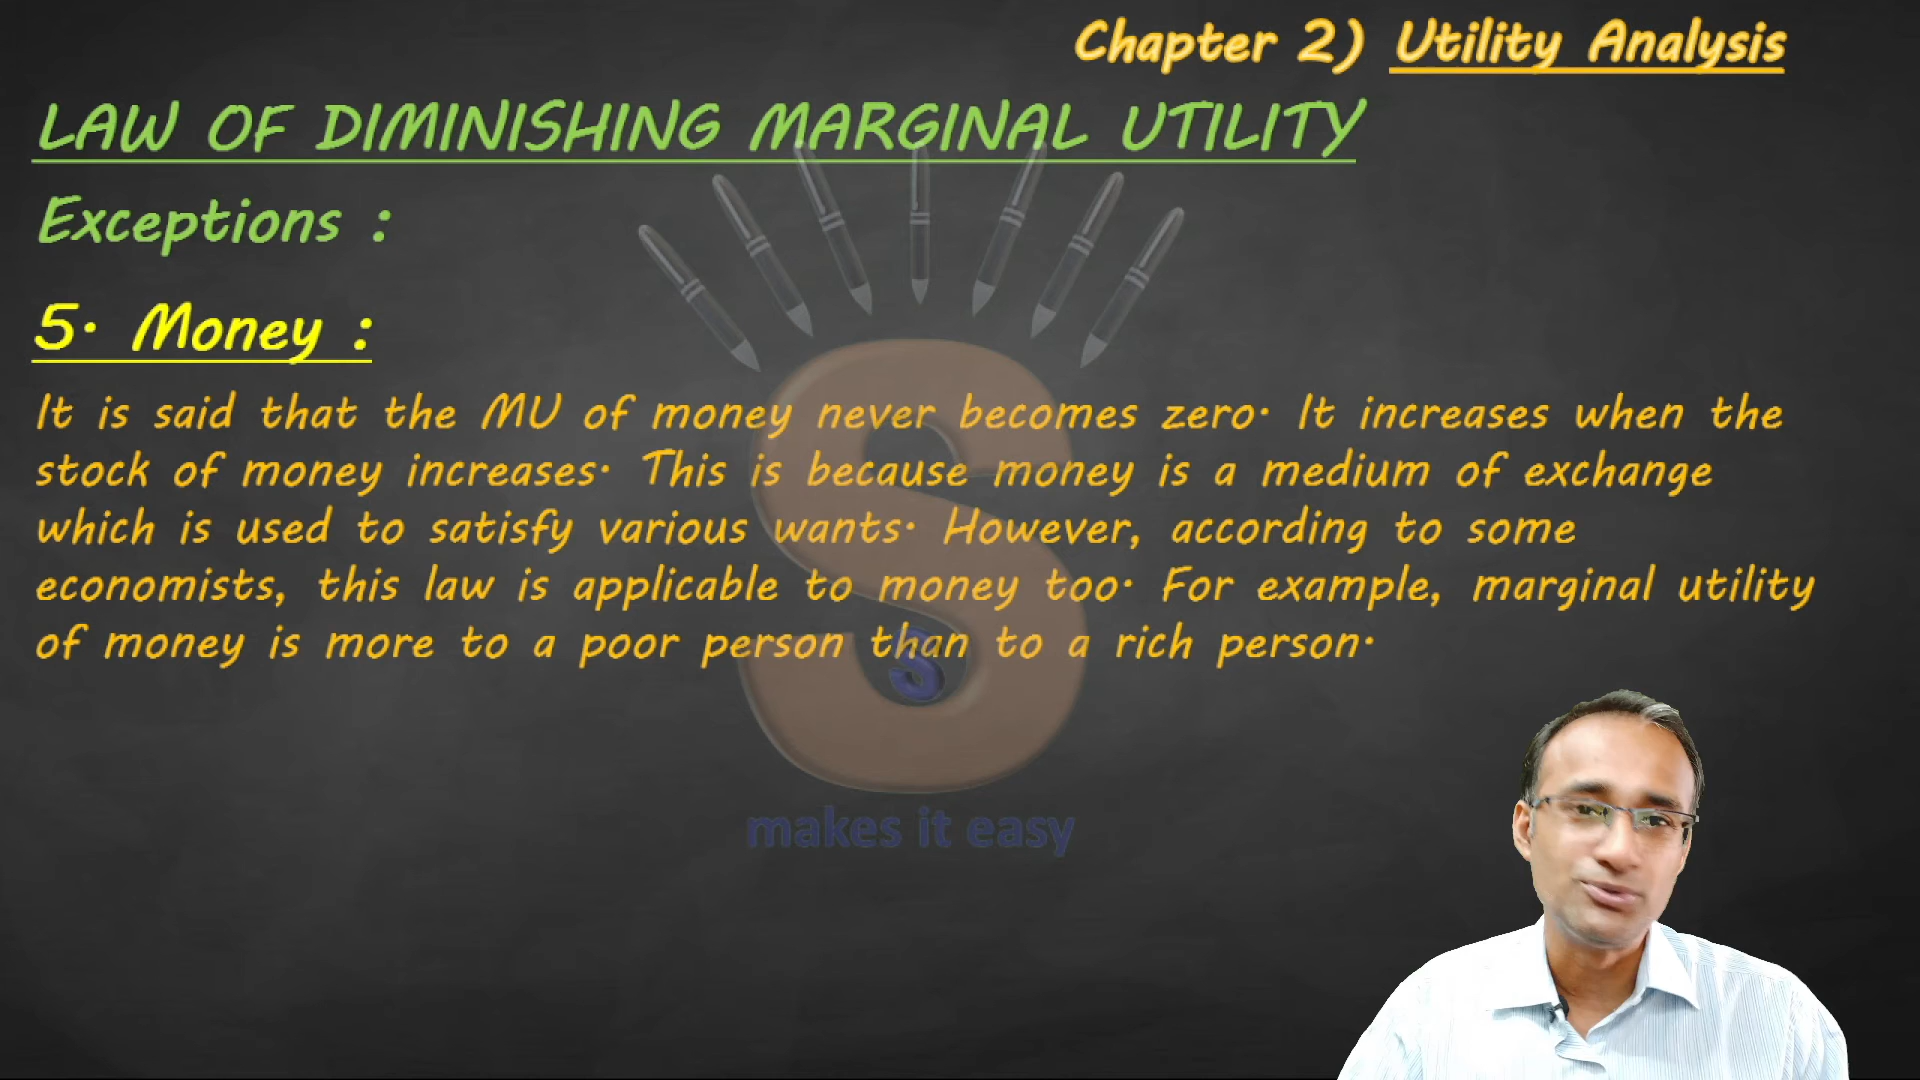 Chapter 2) Utility Analysis
LAW OF DIMINISHING MARGINAL UTILITY
Exceptions :
5. Money :
It is said that the MU of money never becomes zero. It increases when the
stock of money increases. This is because money is a medium of exchange
which is used to satisfy various wants. However, according to some
economists, this law is applicable to money too. For example, marginal utility
of money is more to a poor person than to a rich person.
S
S
makes it easy